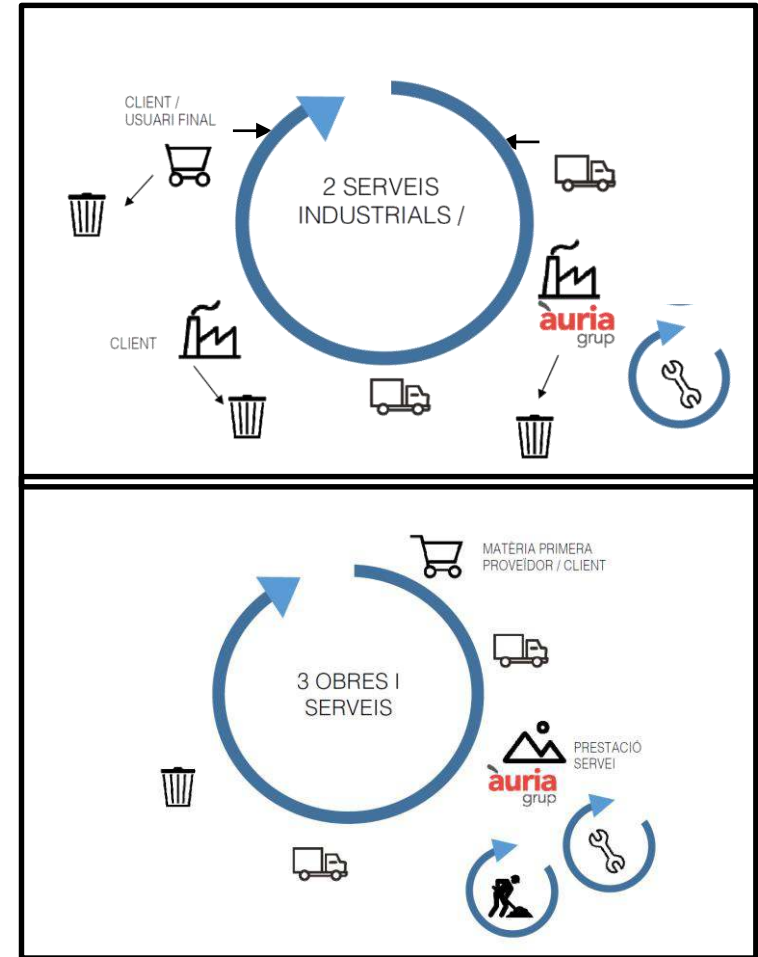 CLIENT /
USUARI FINAL
2 SERVEIS
INDUSTRIALS /
àuria
grup
CLIENT
MATÈRIA PRIMERA
PROVEÏDOR / CLIENT
3 OBRES I
SERVEIS
PRESTACIÓ
SERVEI
àuria
grup